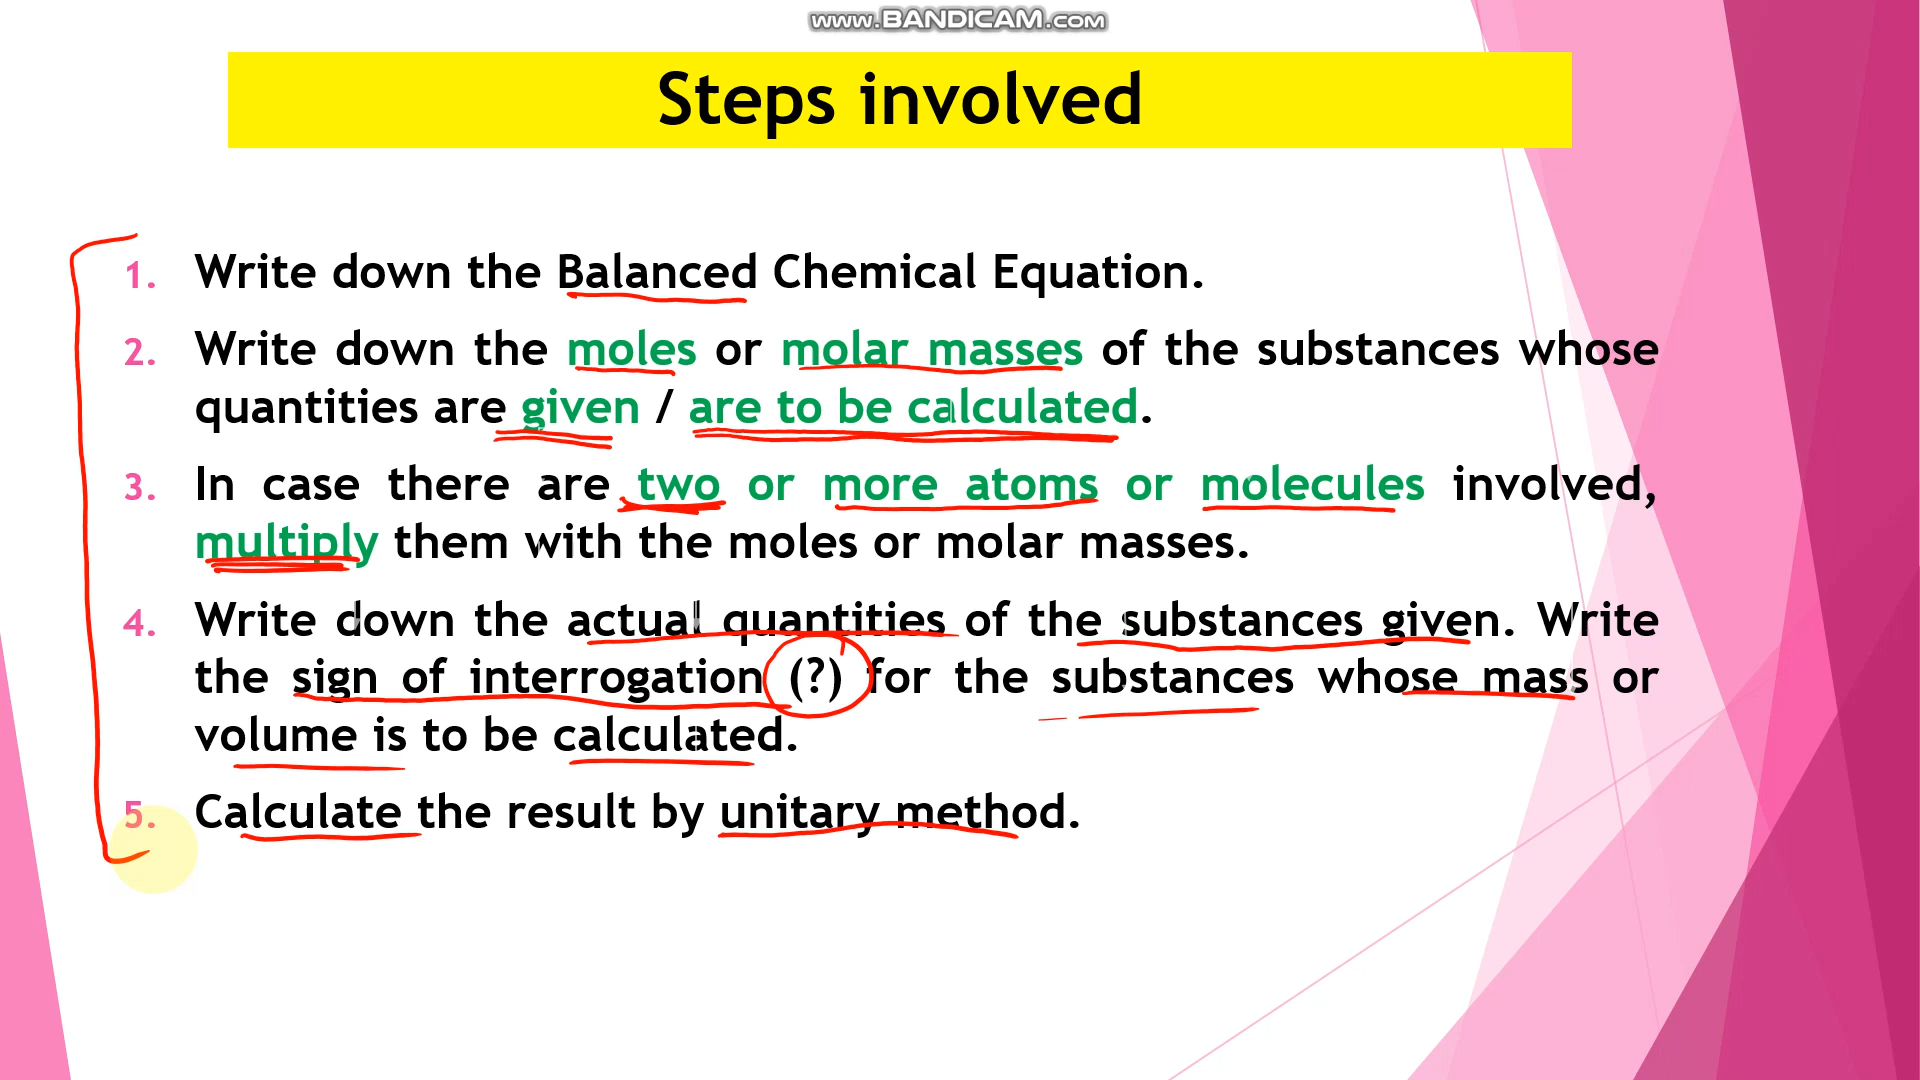 www.BANDICAM.com
Steps involved
1. Write down the Balanced Chemical Equation.
2. Write down the moles or molar masses of the substances whose
quantities are given / are to be calculated.
3. In case there are two or more atoms or molecules involved,
multiply them with the moles or molar masses.
4. Write down the actual quantities of the substances given. Write
the sign of interrogation (?) for the substances whose mass or
volume is to be calculated.
5. Calculate the result by unitary method.